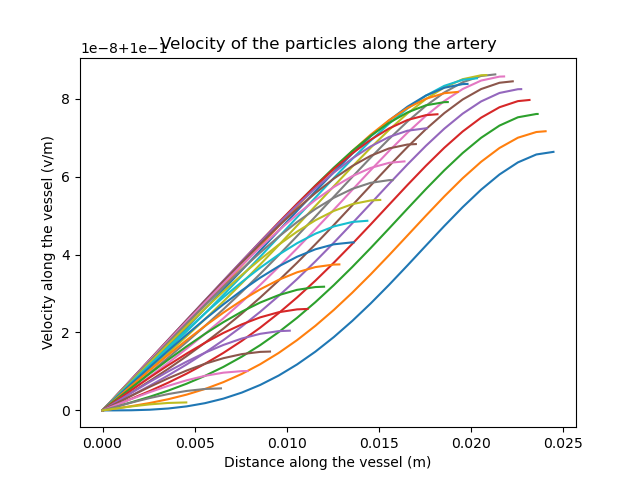 Velocity of the particles along the artery
1e−8+1e−1
Velocity along the vessel (v/m)
8
6
4
2
0
0.000 0.005 0.010 0.015 0.020 0.025
Distance along the vessel (m)